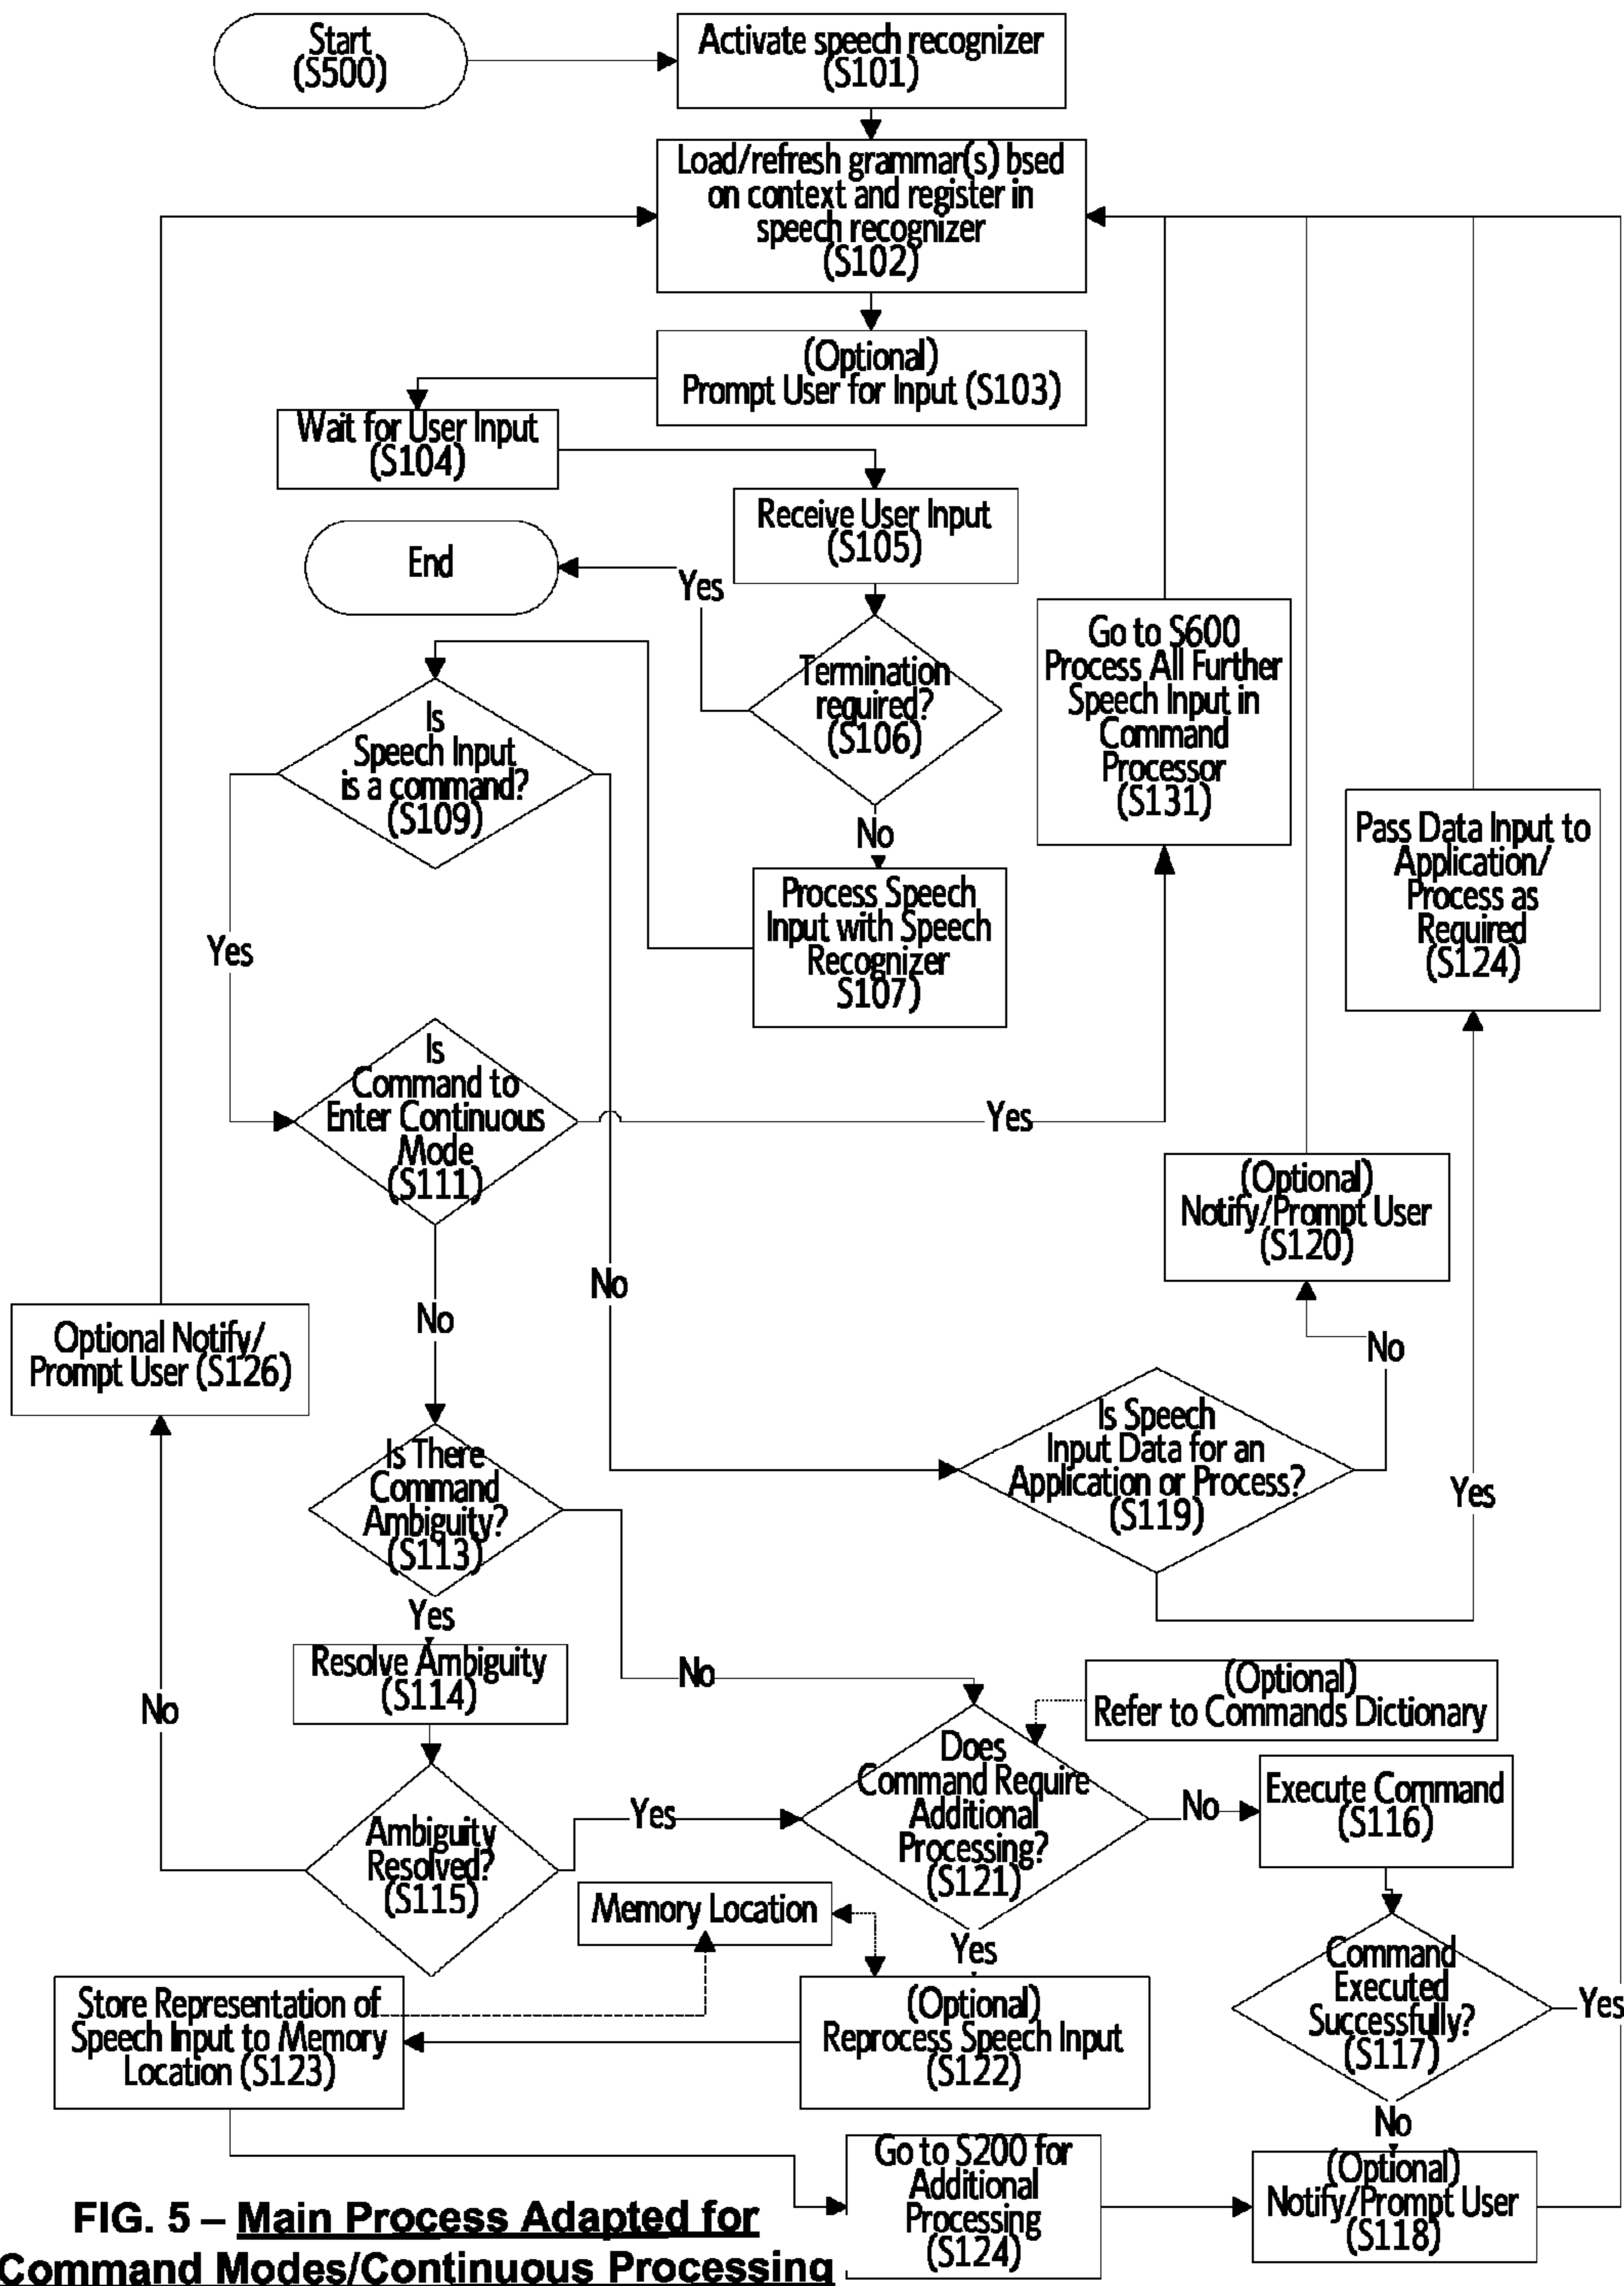 Start
(S500)
Activate speech recognizer
(S101)
Load/refresh grammar(s) bsed
on context and register in
speech recognizer
(S102)
(Optional)
Prompt User for Input (S103)
Wait for User Input
(S104)
Receive User Input
(S105)
End
Yes
Termination
required?
(S106)
No
Go to S600
Process All Further
Speech Input in
Command
Processor
(S131)
Is
Speech Input
is a command?
(S109)
Pass Data Input to
Application/
Process as
Required
(S124)
Process Speech
Input with Speech
Recognizer
S107)
Yes
Is
Command to
Enter Continuous
Mode
(S111)
Yes
(Optional)
Notify/Prompt User
(S120)
No
No
Optional Notify/
Prompt User (S126)
No
Is Speech
Input Data for an
Application or Process?
(S119)
Yes
Is There
Command
Ambiguity?
(S113)
Yes
Resolve Ambiguity
(S114)
No
No
(Optional)
Refer to Commands Dictionary
Does
Command Require
Additional
Processing?
(S121)
No
Execute Command
(S116)
Yes
Ambiguity
Resolved?
(S115)
Memory Location
Yes
Command
Executed
Successfully?
(S117)
Yes
Store Representation of
Speech Input to Memory
Location (S123)
(Optional)
Reprocess Speech Input
(S122)
No
Go to S200 for
Additional
Processing
(S124)
(Optional)
Notify/Prompt User
(S118)
FIG. 5 – Main Process Adapted for
Command Modes/Continuous Processing